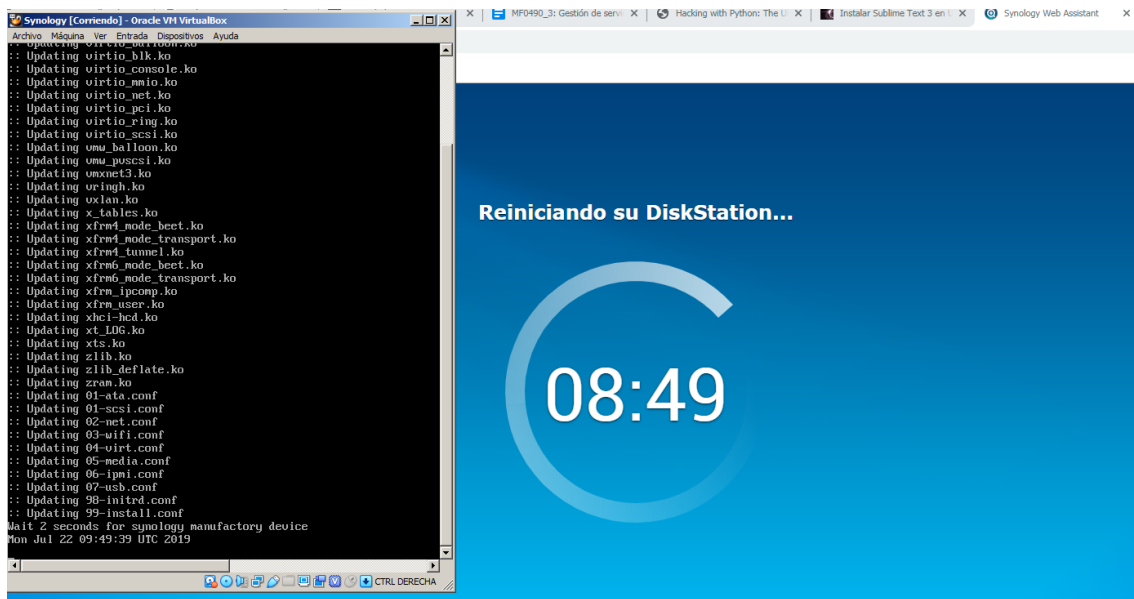 Synology [Corriendo] - Oracle VM VirtualBox
Archivo Máquina Ver Entrada Dispositivos Ayuda
:: Updating virtio_balloon.ko
:: Updating virtio_blk.ko
:: Updating virtio_console.ko
:: Updating virtio_mmio.ko
:: Updating virtio_net.ko
:: Updating virtio_pci.ko
:: Updating virtio_ring.ko
:: Updating virtio_scsi.ko
:: Updating vmw_balloon.ko
:: Updating vmw_pvscsi.ko
:: Updating vmxnet3.ko
:: Updating vringh.ko
:: Updating vxlan.ko
:: Updating x_tables.ko
:: Updating xfrm4_mode_beet.ko
:: Updating xfrm4_mode_transport.ko
:: Updating xfrm4_tunnel.ko
:: Updating xfrm6_mode_beet.ko
:: Updating xfrm6_mode_transport.ko
:: Updating xfrm_ipcomp.ko
:: Updating xfrm_user.ko
:: Updating xhci-hcd.ko
:: Updating xt_LOG.ko
:: Updating xts.ko
:: Updating zlib.ko
:: Updating zlib_deflate.ko
:: Updating zram.ko
:: Updating 01-ata.conf
:: Updating 01-scsi.conf
:: Updating 02-net.conf
:: Updating 03-wifi.conf
:: Updating 04-virt.conf
:: Updating 05-media.conf
:: Updating 06-ipmi.conf
:: Updating 07-usb.conf
:: Updating 98-initrd.conf
:: Updating 99-install.conf
Wait 2 seconds for synology manufactory device
Mon Jul 22 09:49:39 UTC 2019
CTRL DERECHA
MF0490_3: Gestión de servi
Hacking with Python: The U
Instalar Sublime Text 3 en
Synology Web Assistant
Reiniciando su DiskStation...
08:49